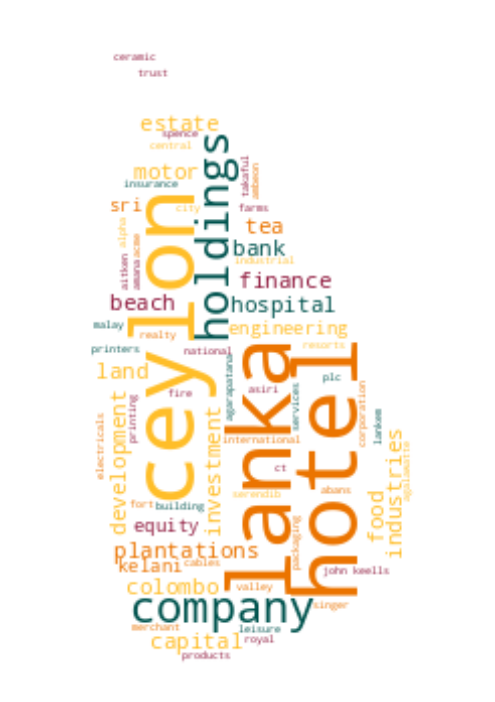 ceramic
trust
estate
spence
central
holdings
motor
takaful
ambeon
insurance
ceylon
sri
city
farms
alpha
acme
tea
aitken
amana
bank
industrial
finance
beach
hospital
malay
engineering
realty
lanka
hotel
resorts
printers
national
agarapatana
land
plc
fire
asiri
services
corporation
development
printing
investment
lankem
electricals
international
industries
agalawatte
ct
serendib
abans
food
fort
building
equity
packaging
plantations
kelani
cables
john keells
colombo
valley
company
singer
merchant
leisure
capital
royal
products